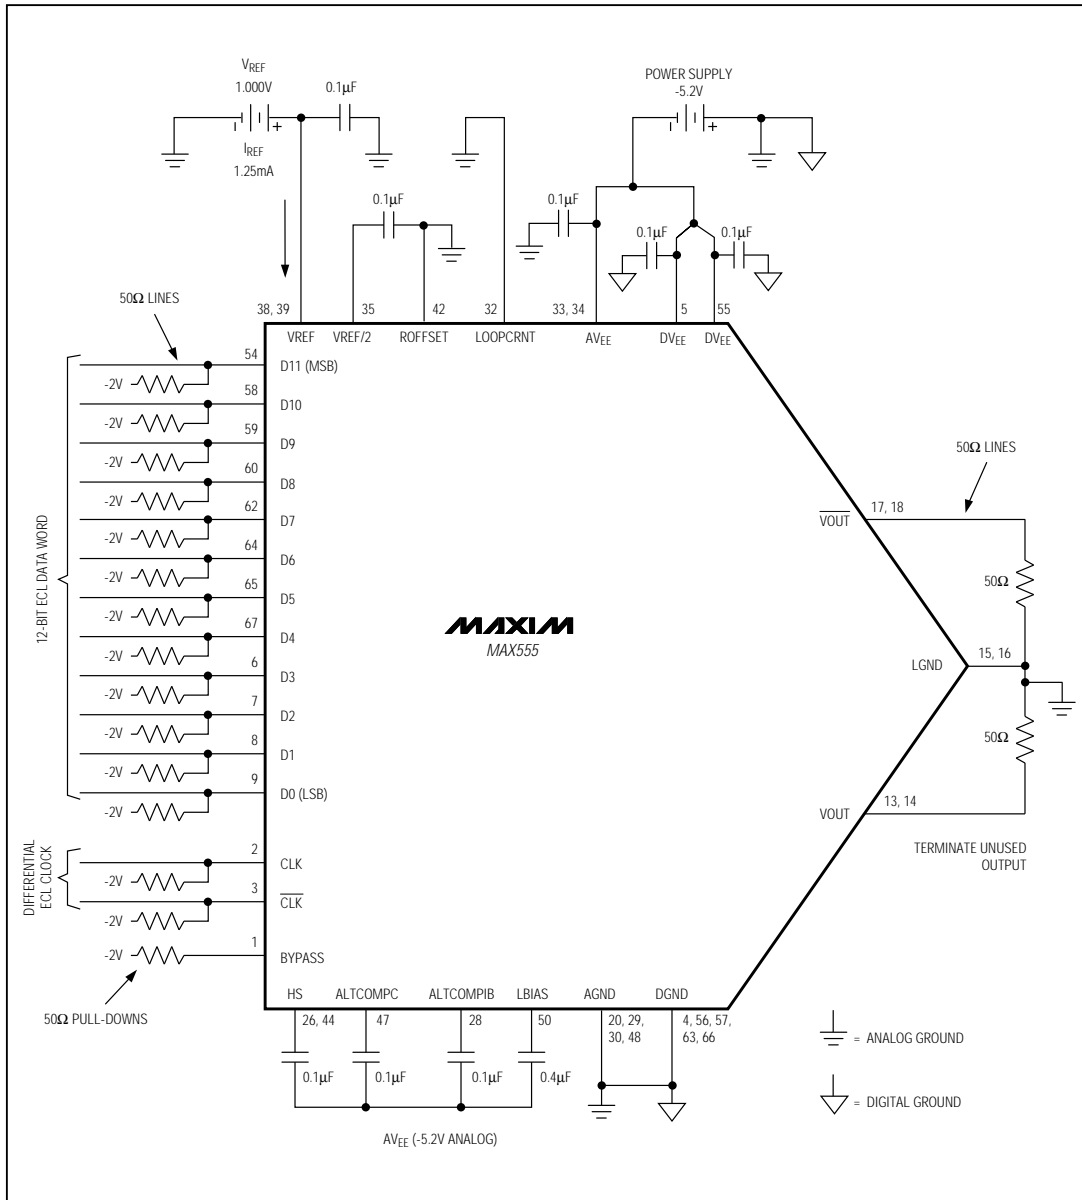 VREF
1.000V
0.1µF
IREF
1.25mA
POWER SUPPLY
-5.2V
0.1µF
0.1µF
0.1µF
0.1µF
50Ω LINES
38, 39
35
42
32
33, 34
5
55
VREF
VREF/2
ROFFSET
LOOPCRNT
AVEE
DVEE
DVEE
12-BIT ECL DATA WORD
54
D11 (MSB)
-2V
58
D10
-2V
59
D9
-2V
60
D8
-2V
62
D7
-2V
64
D6
-2V
65
D5
-2V
67
D4
-2V
6
D3
-2V
7
D2
-2V
8
D1
-2V
9
D0 (LSB)
-2V
DIFFERENTIAL
ECL CLOCK
2
CLK
-2V
3
CLK
-2V
1
-2V
BYPASS
50Ω PULL-DOWNS
MAXIM
MAX555
50Ω LINES
17, 18
VOUT
50Ω
15, 16
LGND
50Ω
13, 14
VOUT
TERMINATE UNUSED
OUTPUT
HS
ALTCOMPC
ALTCOMPIB
LBIAS
AGND
DGND
26, 44
47
28
50
20, 29,
30, 48
4, 56, 57,
63, 66
0.1µF
0.1µF
0.1µF
0.4µF
AVEE (-5.2V ANALOG)
= ANALOG GROUND
= DIGITAL GROUND